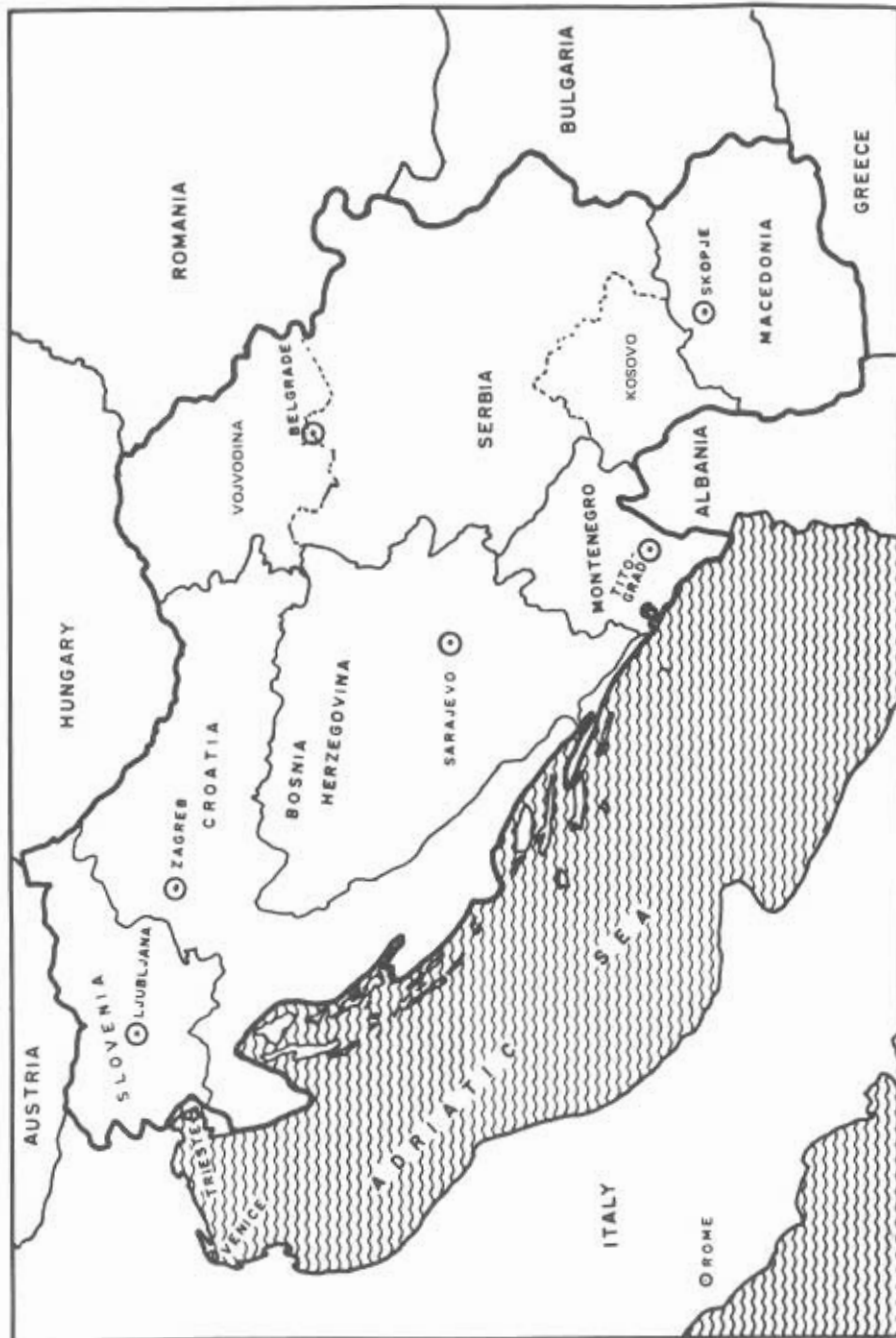 AUSTRIA
HUNGARY
ROMANIA
BULGARIA
GREECE
SLOVENIA
LJUBLJANA
ZAGREB
CROATIA
VOJVODINA
BELGRADE
TRIESTE
VENICE
BOSNIA
HERZEGOVINA
SARAJEVO
SERBIA
MONTENEGRO
TITO-
GRAD
KOSOVO
SKOPJE
MACEDONIA
ALBANIA
ADRIATIC SEA
ITALY
ROME